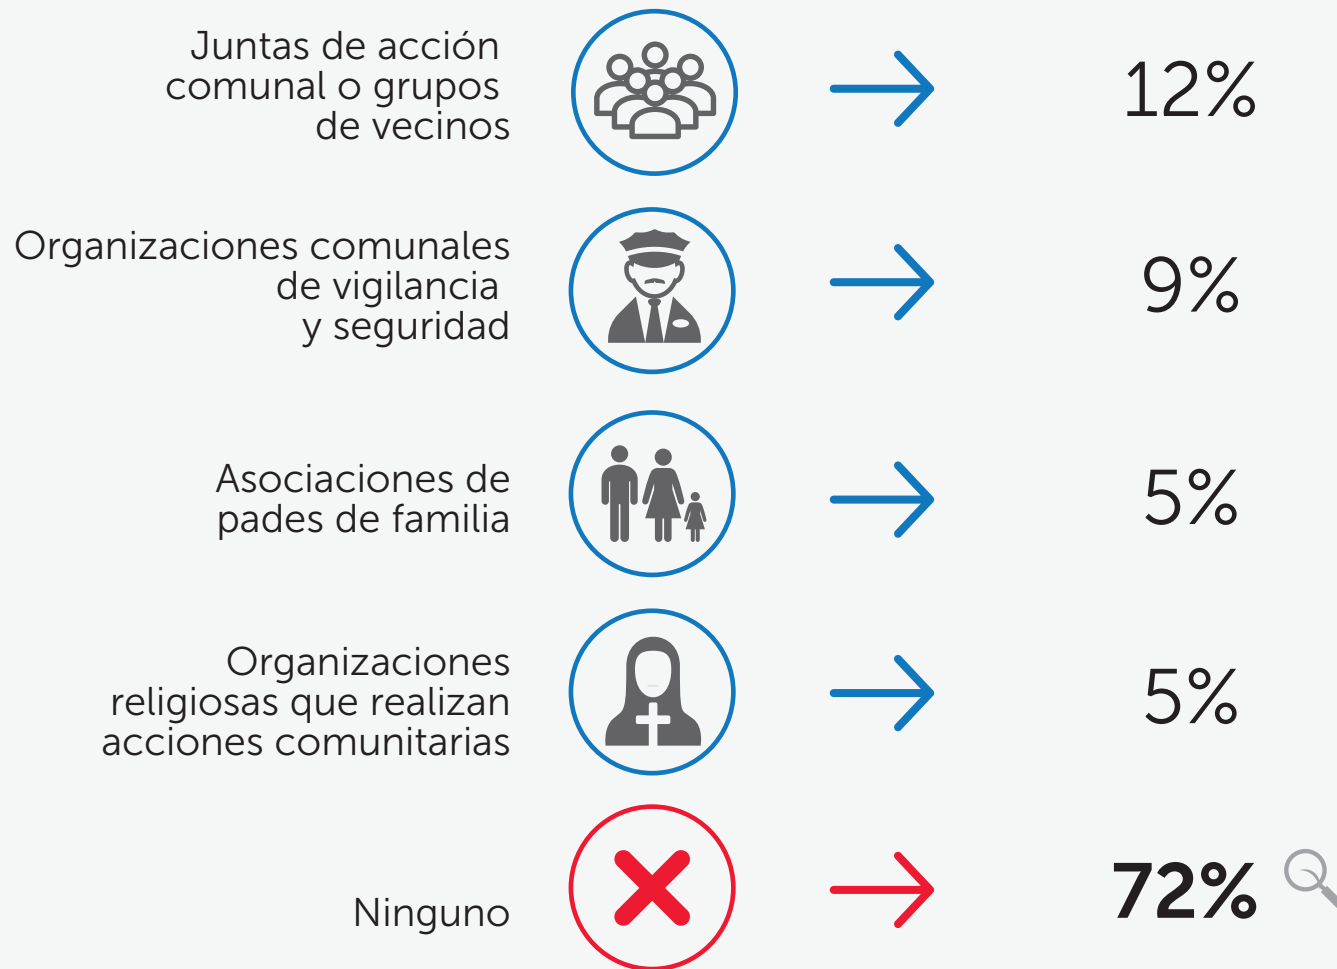 Juntas de acción
comunal o grupos
de vecinos
12%
Organizaciones comunales
de vigilancia
y seguridad
9%
Asociaciones de
pades de familia
5%
Organizaciones
religiosas que realizan
acciones comunitarias
5%
Ninguno
72%